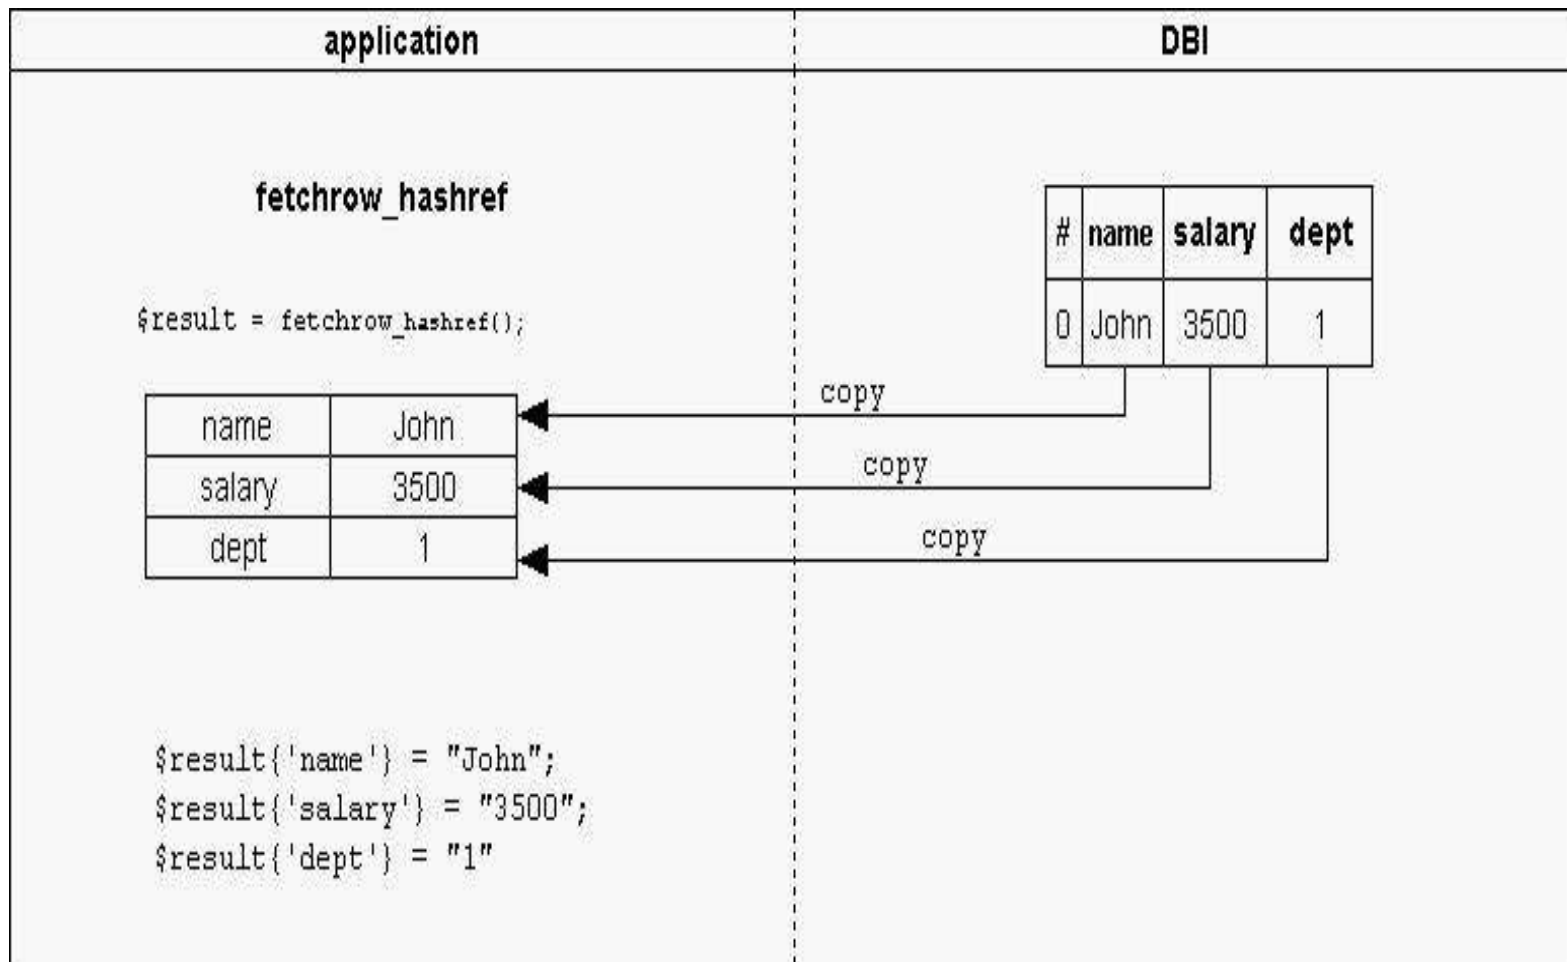 application
DBI
fetchrow_hashref
$result = fetchrow_hashref();
# name salary dept
0 John 3500 1
name John
salary 3500
dept 1
copy
copy
copy
$result{'name'} = "John";
$result{'salary'} = "3500";
$result{'dept'} = "1"